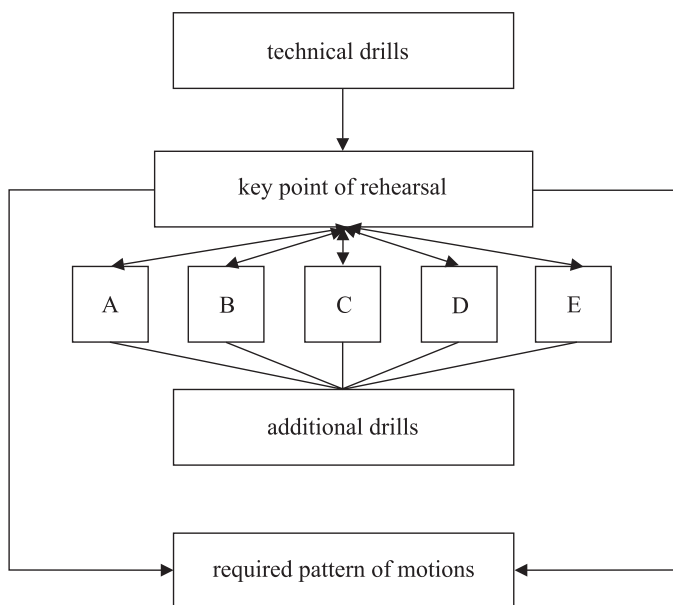 technical drills
key point of rehearsal
A
B
C
D
E
additional drills
required pattern of motions